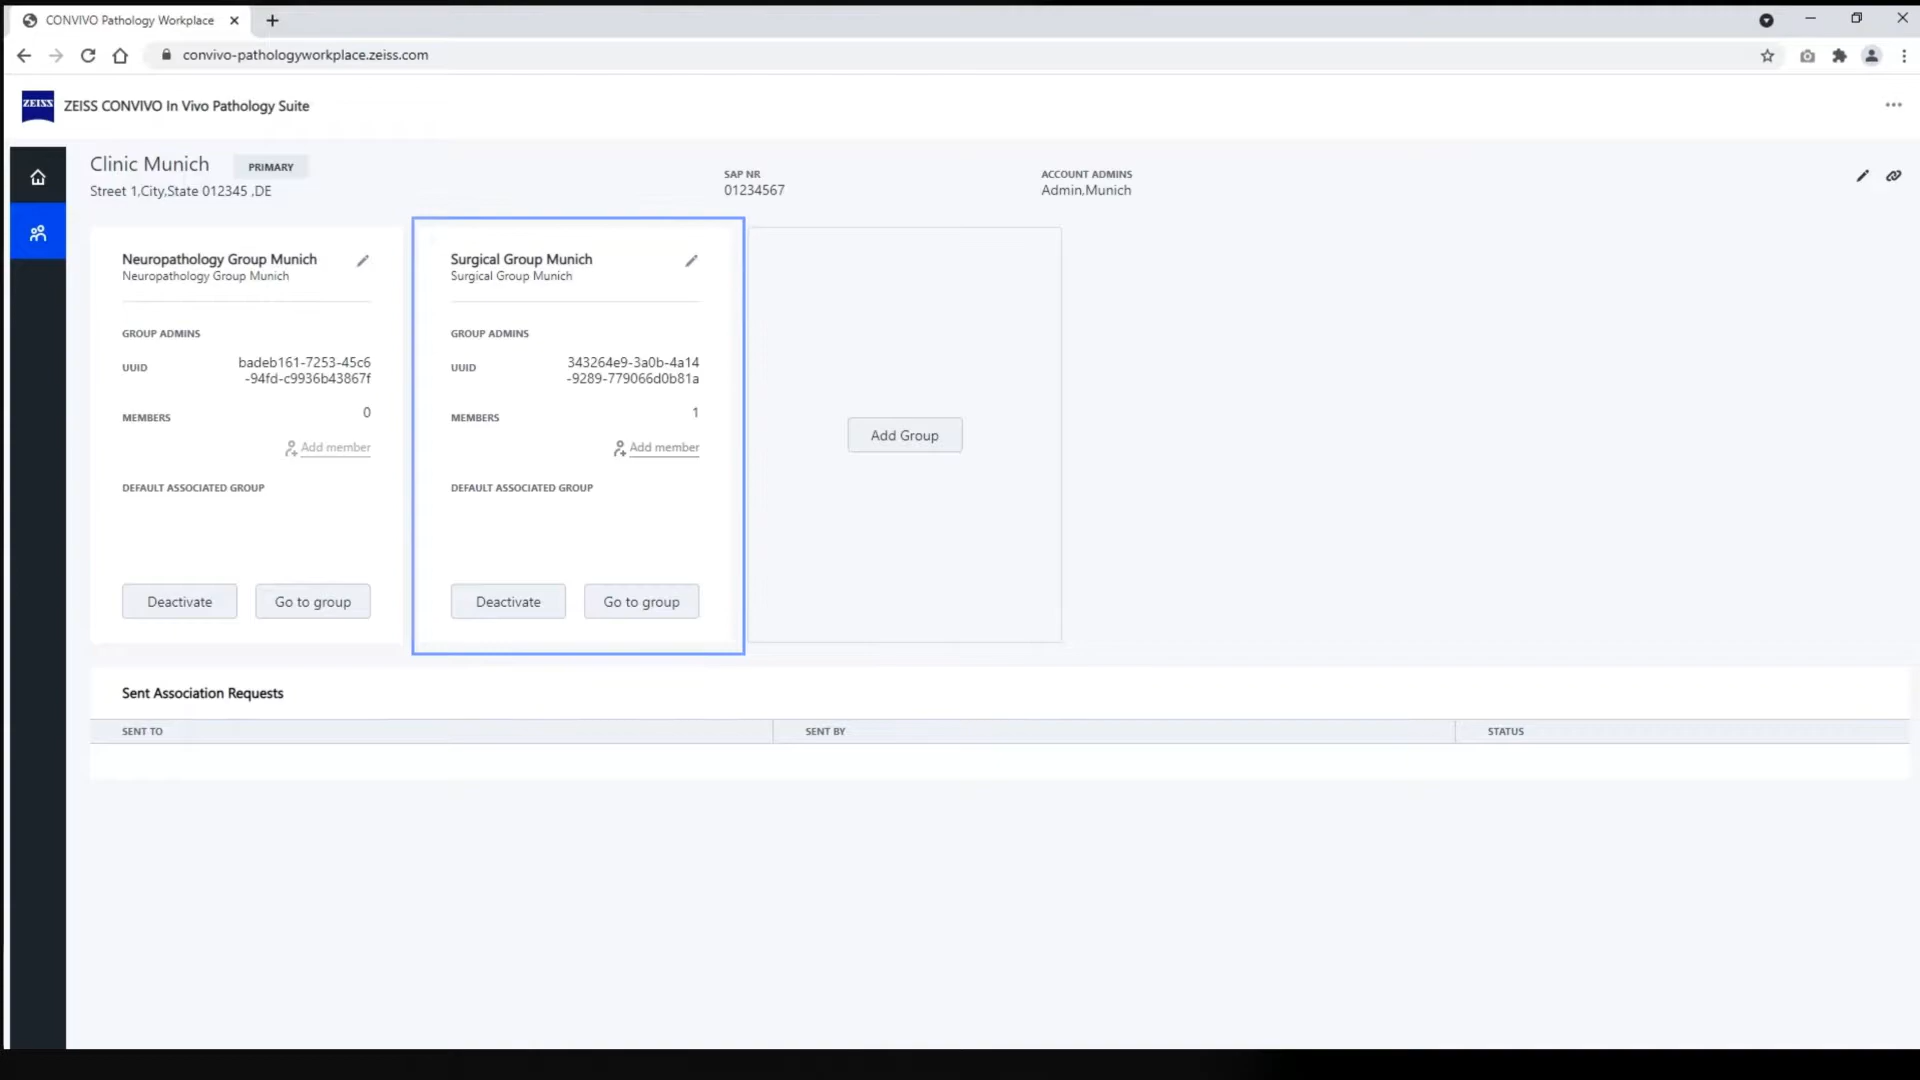 CONVIVO Pathology Workplace
convivo-pathologyworkplace.zeiss.com
ZEISS
ZEISS CONVIVO In Vivo Pathology Suite
Clinic Munich
PRIMARY
Street 1,City,State 012345 ,DE
SAP NR
01234567
ACCOUNT ADMINS
Admin,Munich
Neuropathology Group Munich
Neuropathology Group Munich
GROUP ADMINS
UUID
badeb161-7253-45c6
-94fd-c9936b43867f
MEMBERS
0
Add member
DEFAULT ASSOCIATED GROUP
Deactivate
Go to group
Surgical Group Munich
Surgical Group Munich
GROUP ADMINS
UUID
343264e9-3a0b-4a14
-9289-779066d0b81a
MEMBERS
1
Add member
DEFAULT ASSOCIATED GROUP
Deactivate
Go to group
Add Group
Sent Association Requests
SENT TO
SENT BY
STATUS